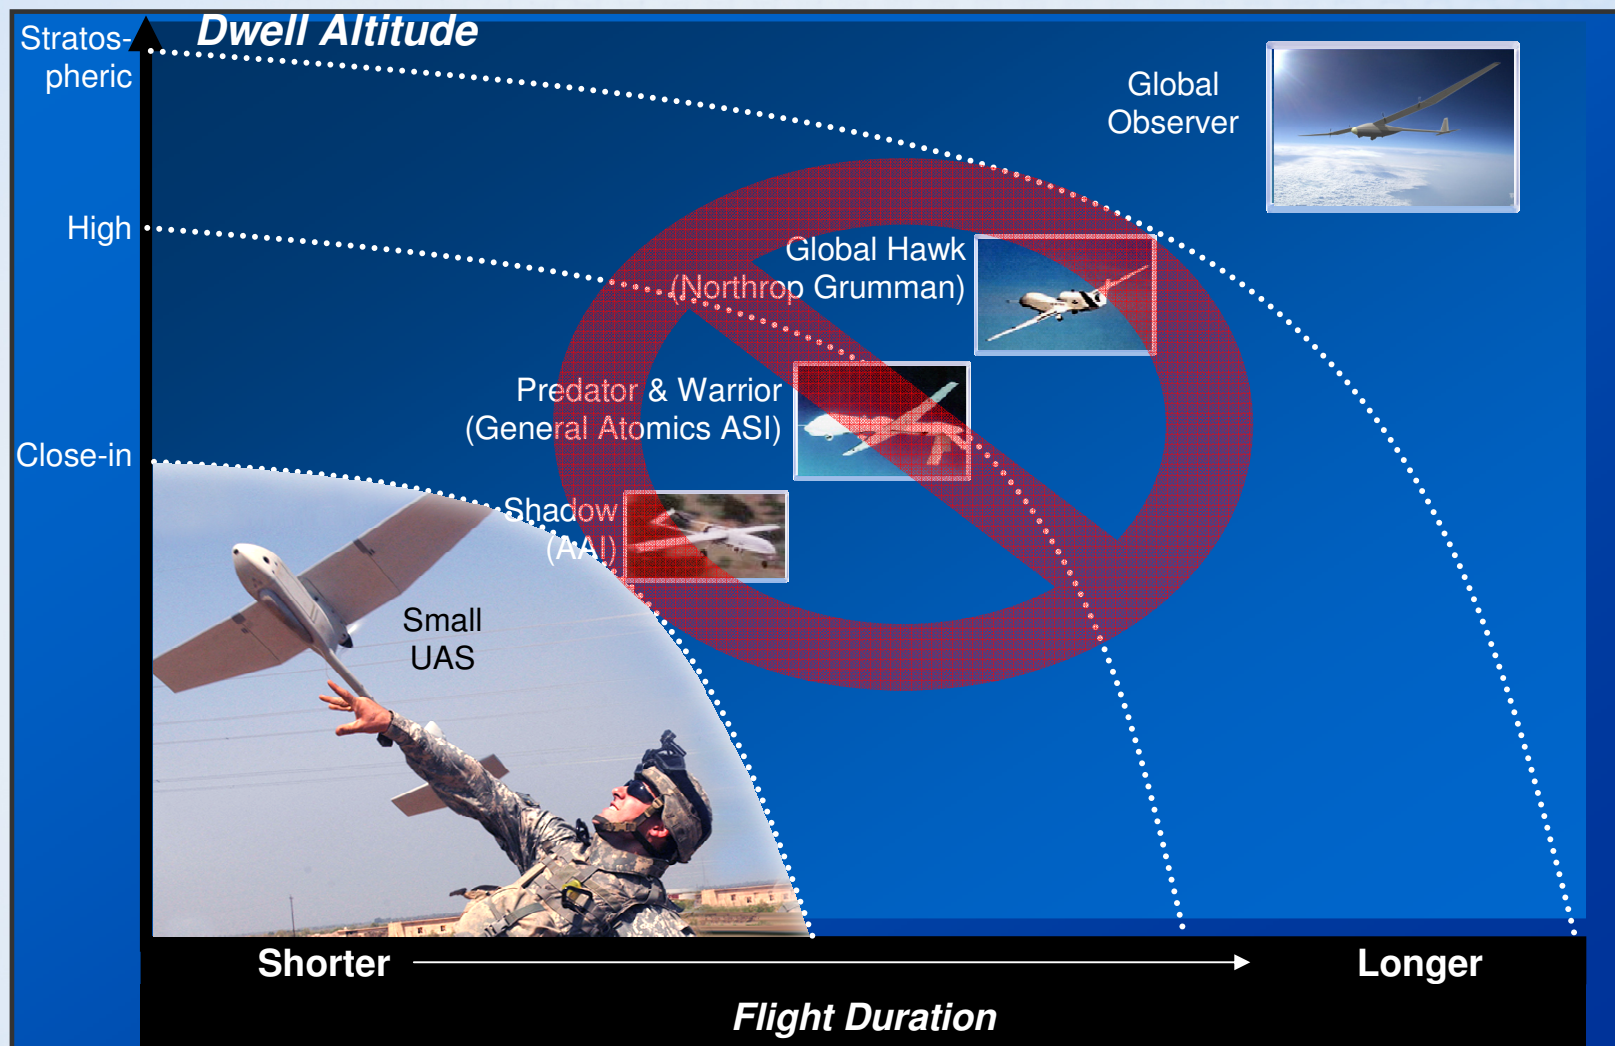 Dwell Altitude
Stratos-
pheric
Global
Observer
High
Global Hawk
(Northrop Grumman)
Predator & Warrior
(General Atomics ASI)
Close-in
Shadow
(AAI)
Small
UAS
Shorter
Longer
Flight Duration